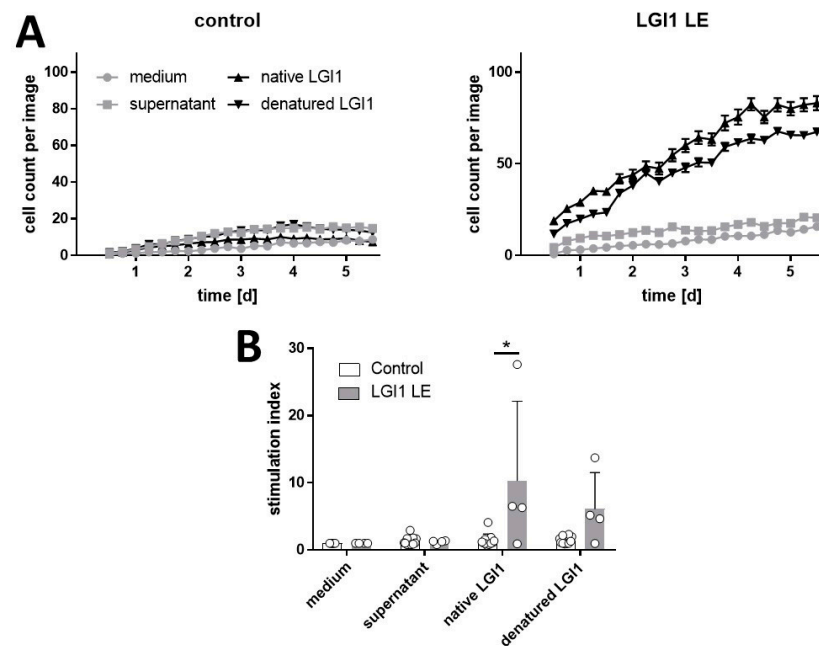 A
control
LGI1 LE
cell count per image
100
80
60
40
20
0
medium
native LGI1
supernatant
denatured LGI1
1
2
3
4
5
time [d]
cell count per image
100
50
0
1
2
3
4
5
time [d]
B
stimulation index
30
20
10
0
Control
LGI1 LE
*
medium
supernatant
native LGI1
denatured LGI1